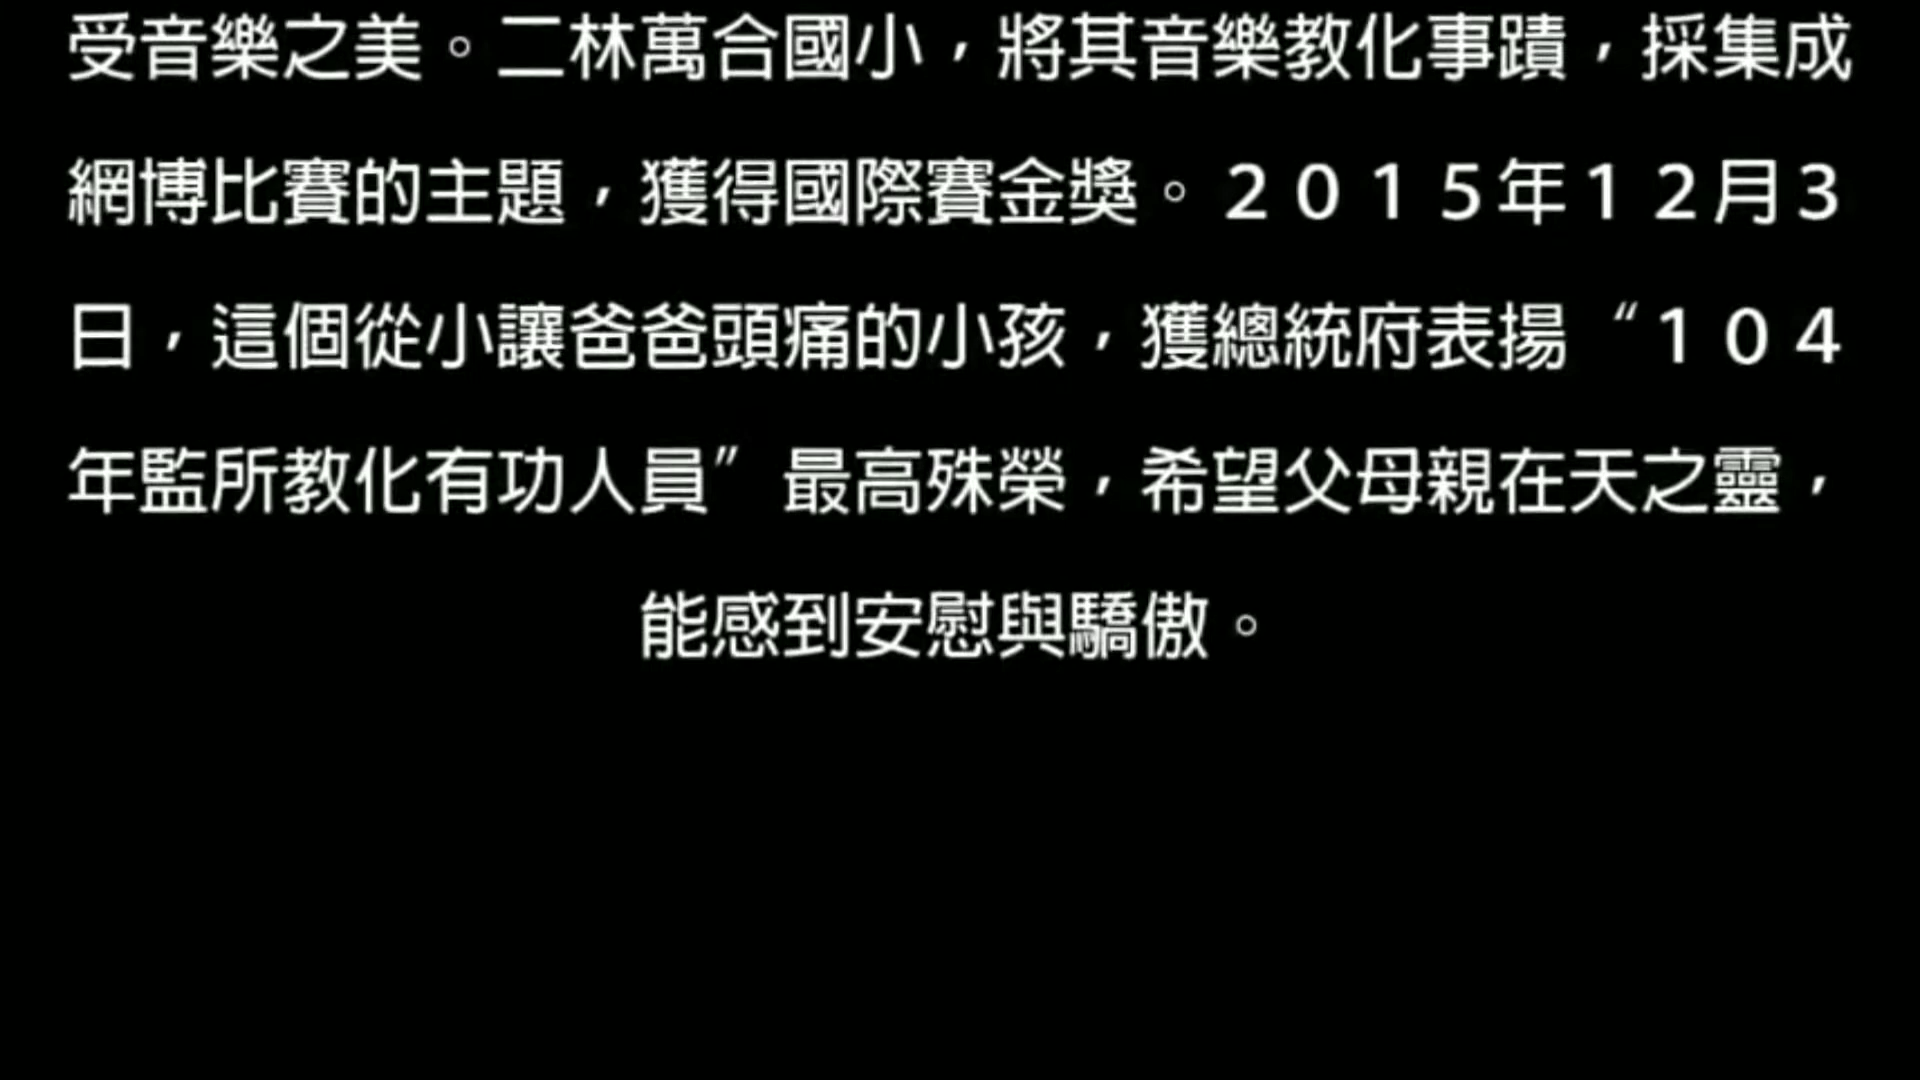 受音樂之美。二林萬合國小，將其音樂教化事蹟，採集成
網博比賽的主題，獲得國際賽金獎。２０１５年１２月３
日，這個從小讓爸爸頭痛的小孩，獲總統府表揚“１０４
年監所教化有功人員”最高殊榮，希望父母親在天之靈，
能感到安慰與驕傲。